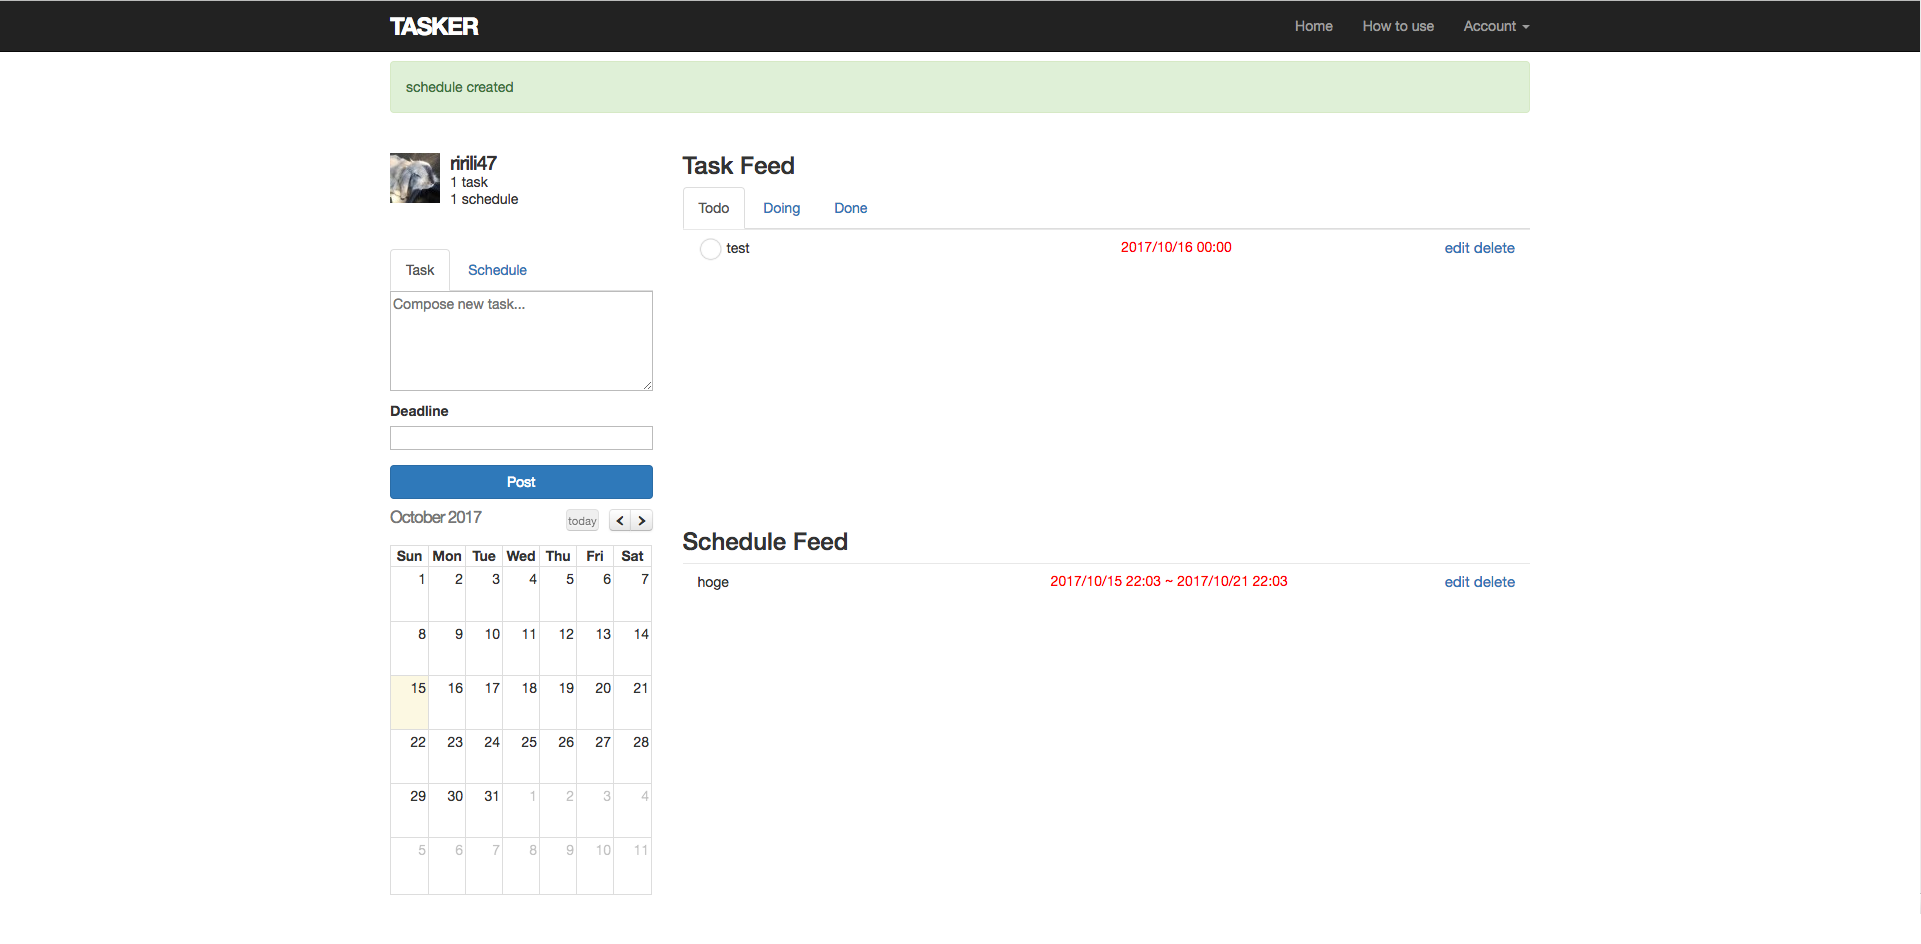 TASKER Home How to use Account
schedule created
ririli47
1 task
1 schedule
Task Schedule
Compose new task...
Deadline
Post
October 2017 today
Sun Mon Tue Wed Thu Fri Sat
1 2 3 4 5 6 7
8 9 10 11 12 13 14
15 16 17 18 19 20 21
22 23 24 25 26 27 28
29 30 31 1 2 3 4
5 6 7 8 9 10 11
Task Feed
Todo Doing Done
test 2017/10/16 00:00 edit delete
Schedule Feed
hoge 2017/10/15 22:03 ~ 2017/10/21 22:03 edit delete